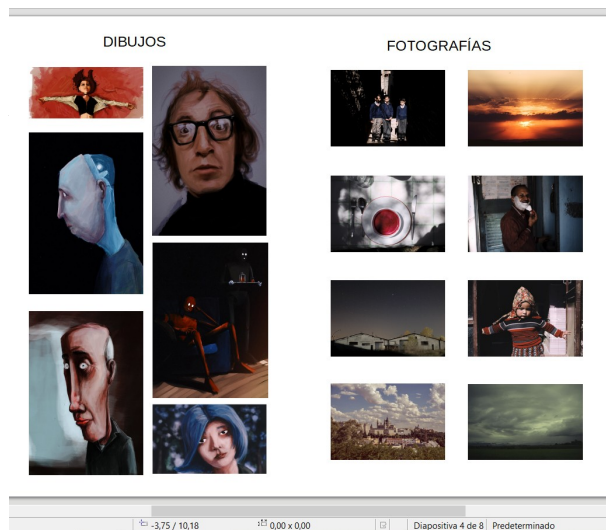 DIBUJOS
FOTOGRAFÍAS
-3,75 / 10,18
0,00 x 0,00
Diapositiva 4 de 8
Predeterminado